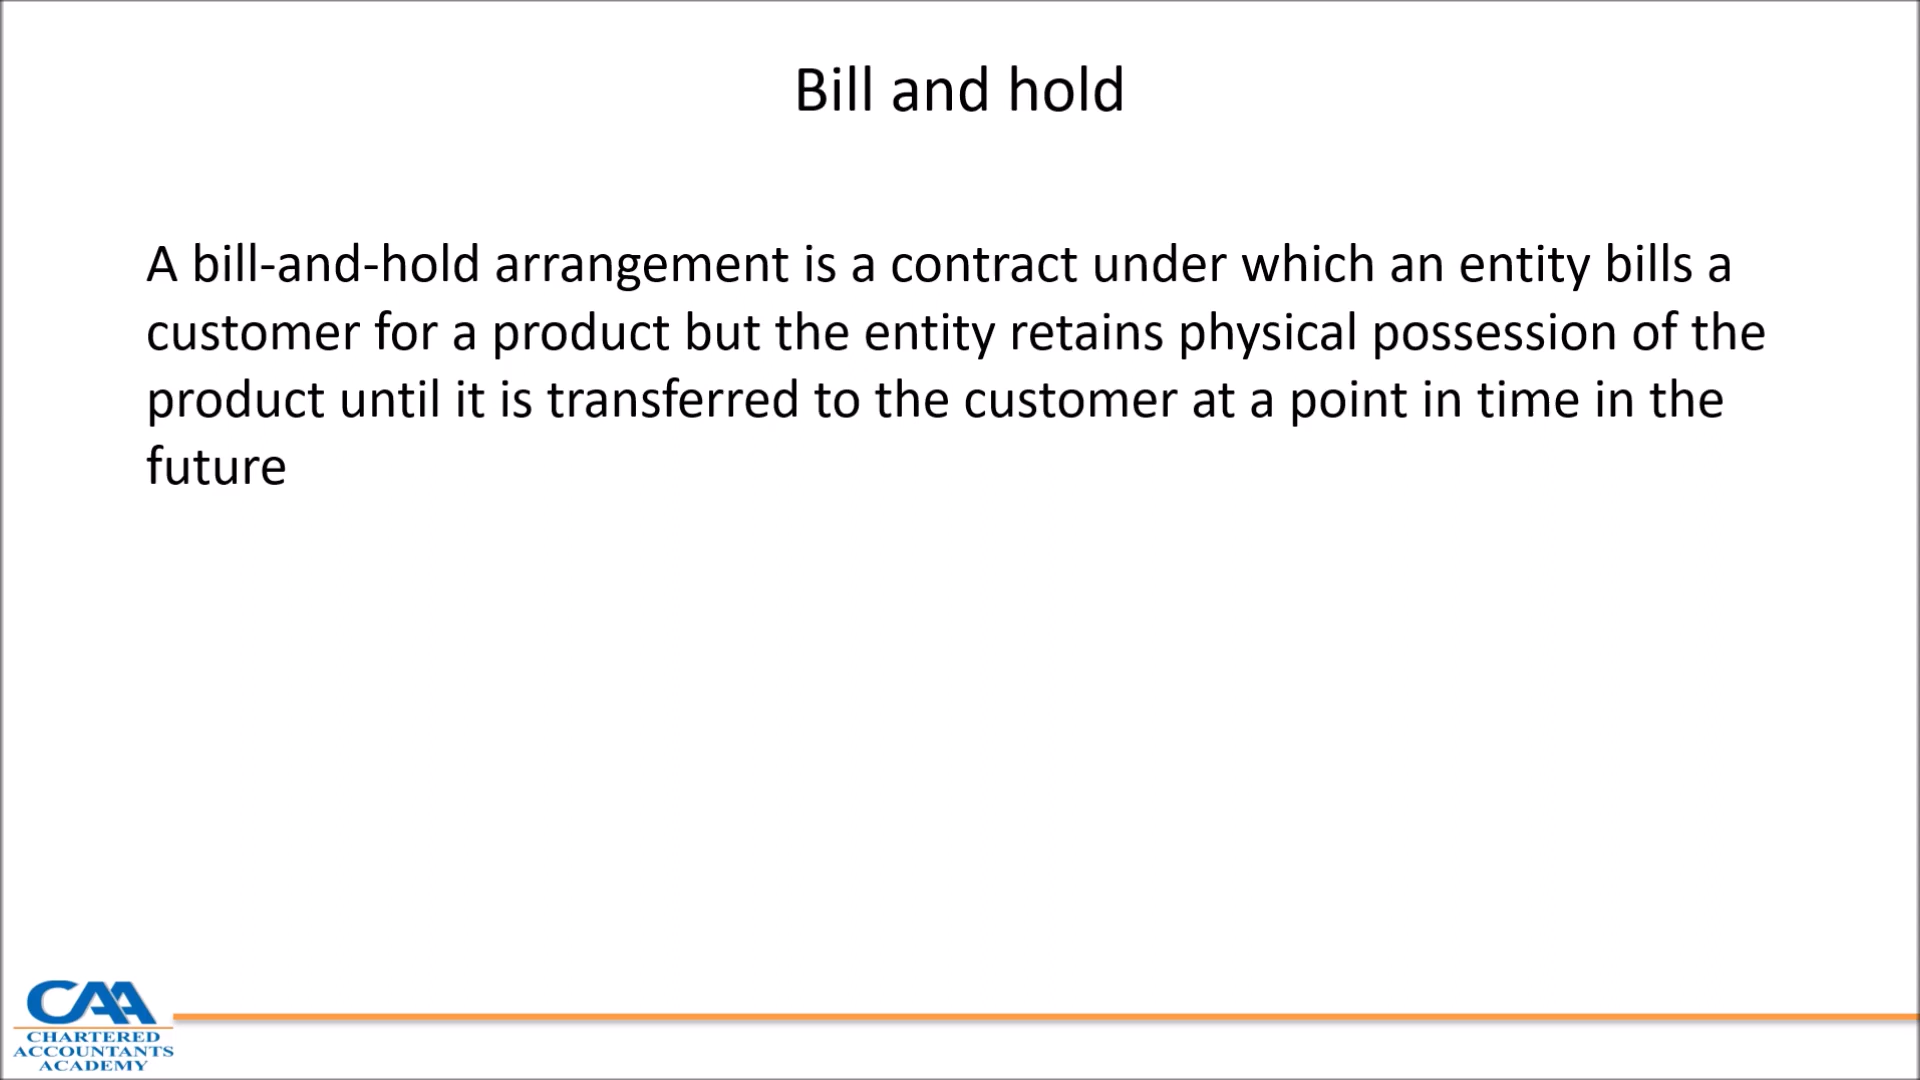 Bill and hold
A bill-and-hold arrangement is a contract under which an entity bills a
customer for a product but the entity retains physical possession of the
product until it is transferred to the customer at a point in time in the
future
CAA
CHARTERED
ACCOUNTANTS
ACADEMY